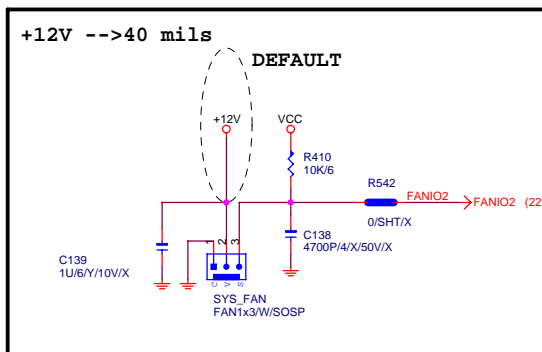 +12V -->40 mils
DEFAULT
+12V
VCC
R410
10K/6
R542
FANIO2
FANIO2 (22
0/SHT/X
C138
4700P/4/X/50V/X
C139
1U/6/Y/10V/X
1
2
3
C
V
S
SYS_FAN
FAN1x3/W/SOSP